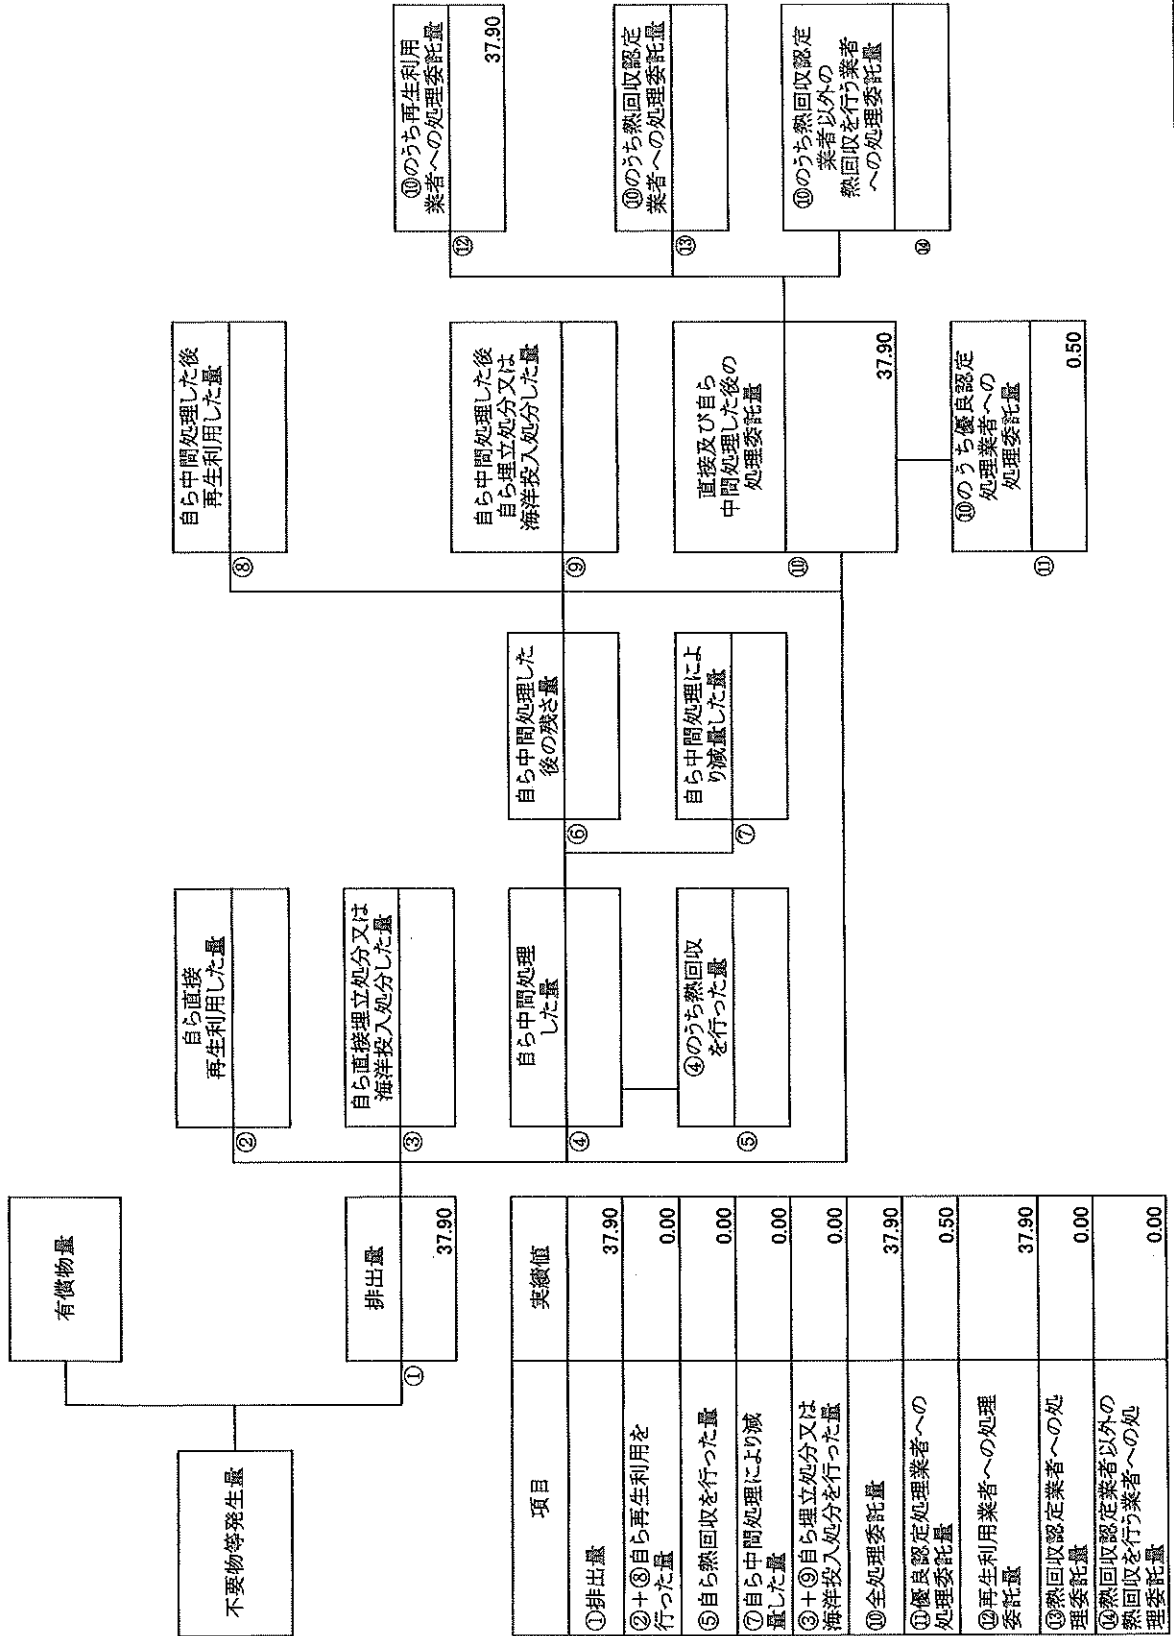 不要物等発生量
有償物量
①
排出量
37.90
②
自ら直接
再生利用した量
③
自ら直接埋立処分又は
海洋投入処分した量
④
自ら中間処理
した量
⑤
④のうち熱回収
を行った量
⑥
自ら中間処理した
後の残さ量
⑦
自ら中間処理によ
り減量した量
⑧
自ら中間処理した後
再生利用した量
⑨
自ら中間処理した後
自ら埋立処分又は
海洋投入処分した量
⑩
直接及び自ら
中間処理した後の
処理委託量
37.90
⑪
⑩のうち優良認定
処理業者への
処理委託量
0.50
⑫
⑩のうち再生利用
業者への処理委託量
37.90
⑬
⑩のうち熱回収認定
業者への処理委託量
⑭
⑩のうち熱回収認定
業者以外の
熱回収を行う業者
への処理委託量
項目 実績値
①排出量 37.90
②+⑧自ら再生利用を
行った量 0.00
⑤自ら熱回収を行った量 0.00
⑦自ら中間処理により減
量した量 0.00
③+⑨自ら埋立処分又は
海洋投入処分を行った量 0.00
⑩全処理委託量 37.90
⑪優良認定処理業者への
処理委託量 0.50
⑫再生利用業者への処理
委託量 37.90
⑬熱回収認定業者への処
理委託量 0.00
⑭熱回収認定業者以外の
熱回収を行う業者への処
理委託量 0.00